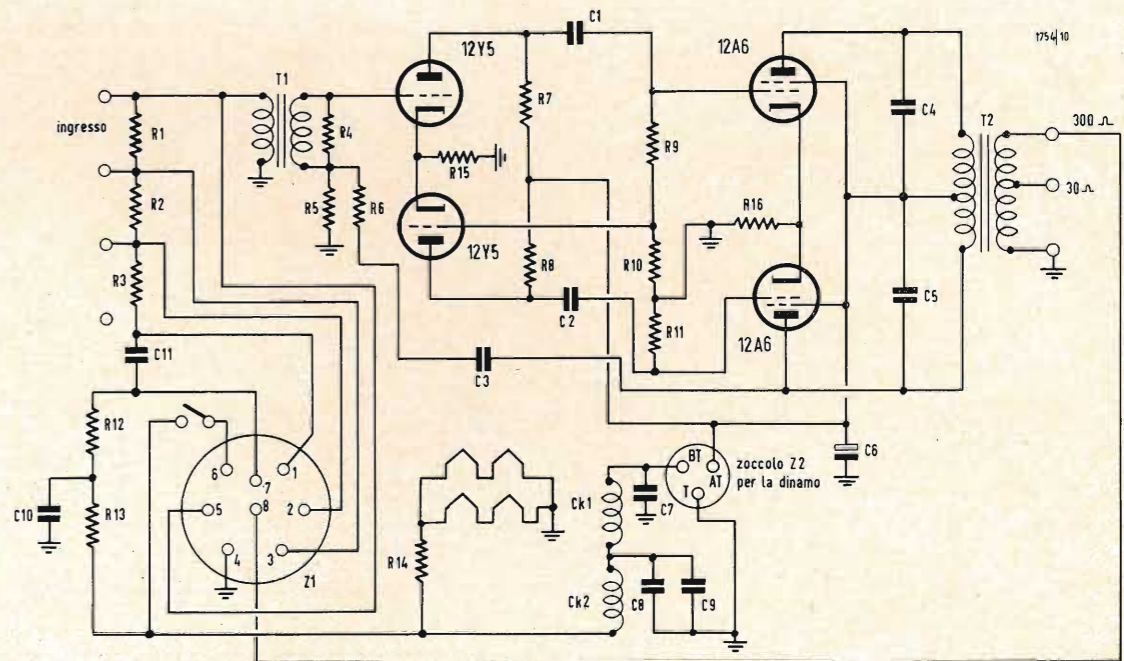 1754/10
C1
12Y5
12A6
T1
R7
C4
T2
300 Ω
ingresso
R1
R4
R9
R15
30 Ω
R2
R5
R6
R16
12Y5
R8
R10
R3
C5
C2
R11
12A6
C11
C3
R12
6
1
7
BT
AT
zoccolo Z2
per la dinamo
C6
T
Ck1
C7
C10
R13
5
8
2
4
3
Z1
R14
Ck2
C8
C9